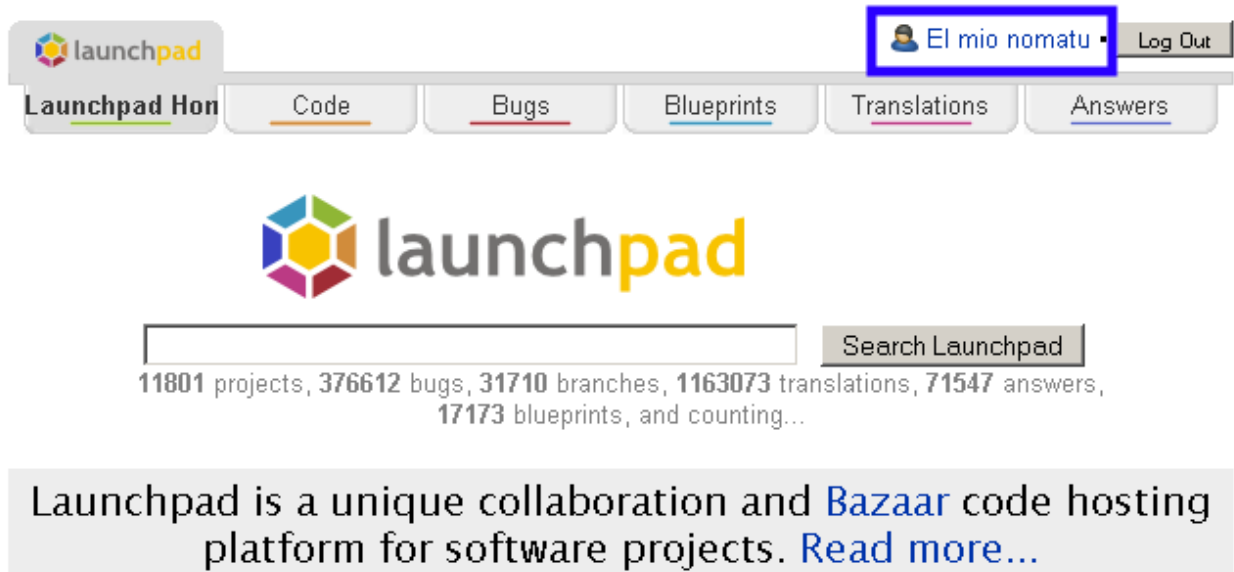 launchpad
El mio nomatu • Log Out
Launchpad Hom Code Bugs Blueprints Translations Answers
launchpad
Search Launchpad
11801 projects, 376612 bugs, 31710 branches, 1163073 translations, 71547 answers,
17173 blueprints, and counting...
Launchpad is a unique collaboration and Bazaar code hosting
platform for software projects. Read more...